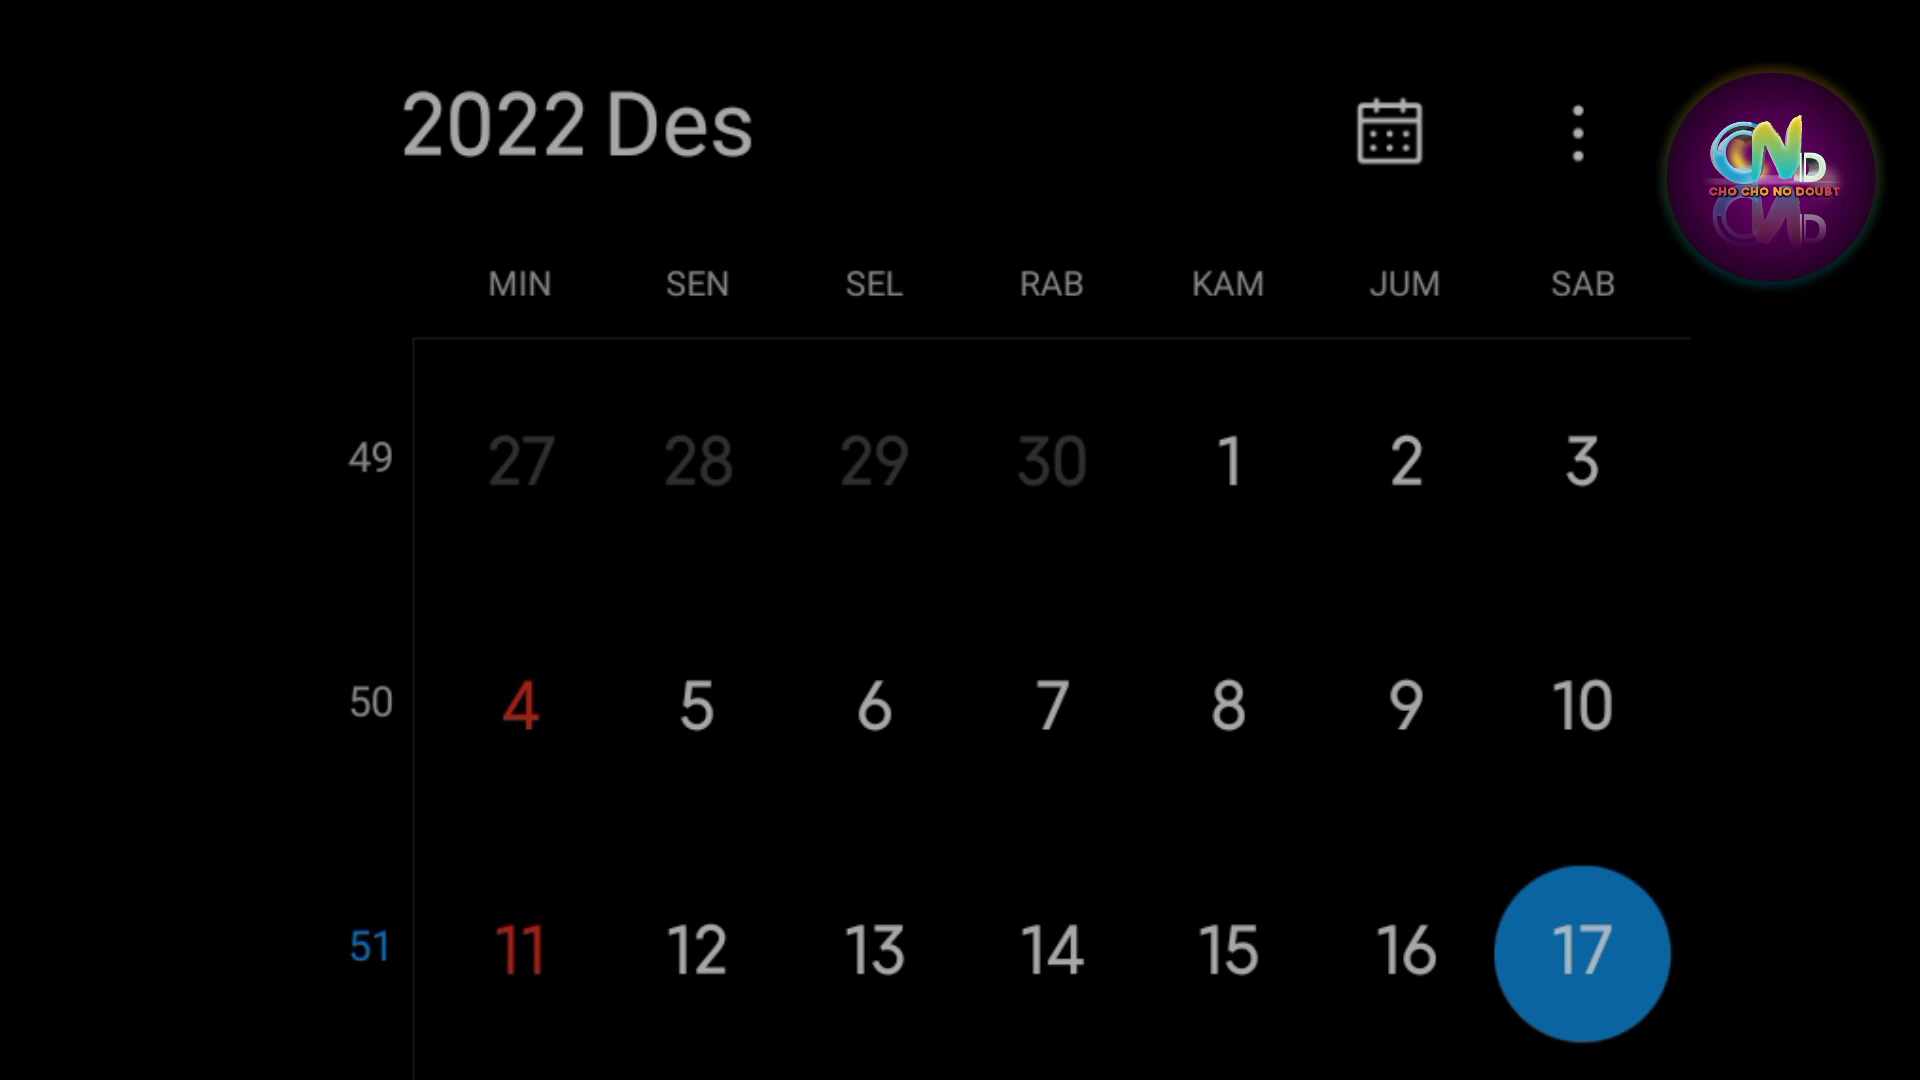 2022 Des
CND
CHO CHO NO DOUBT
MIN SEN SEL RAB KAM JUM SAB
49 27 28 29 30 1 2 3
50 4 5 6 7 8 9 10
51 11 12 13 14 15 16 17